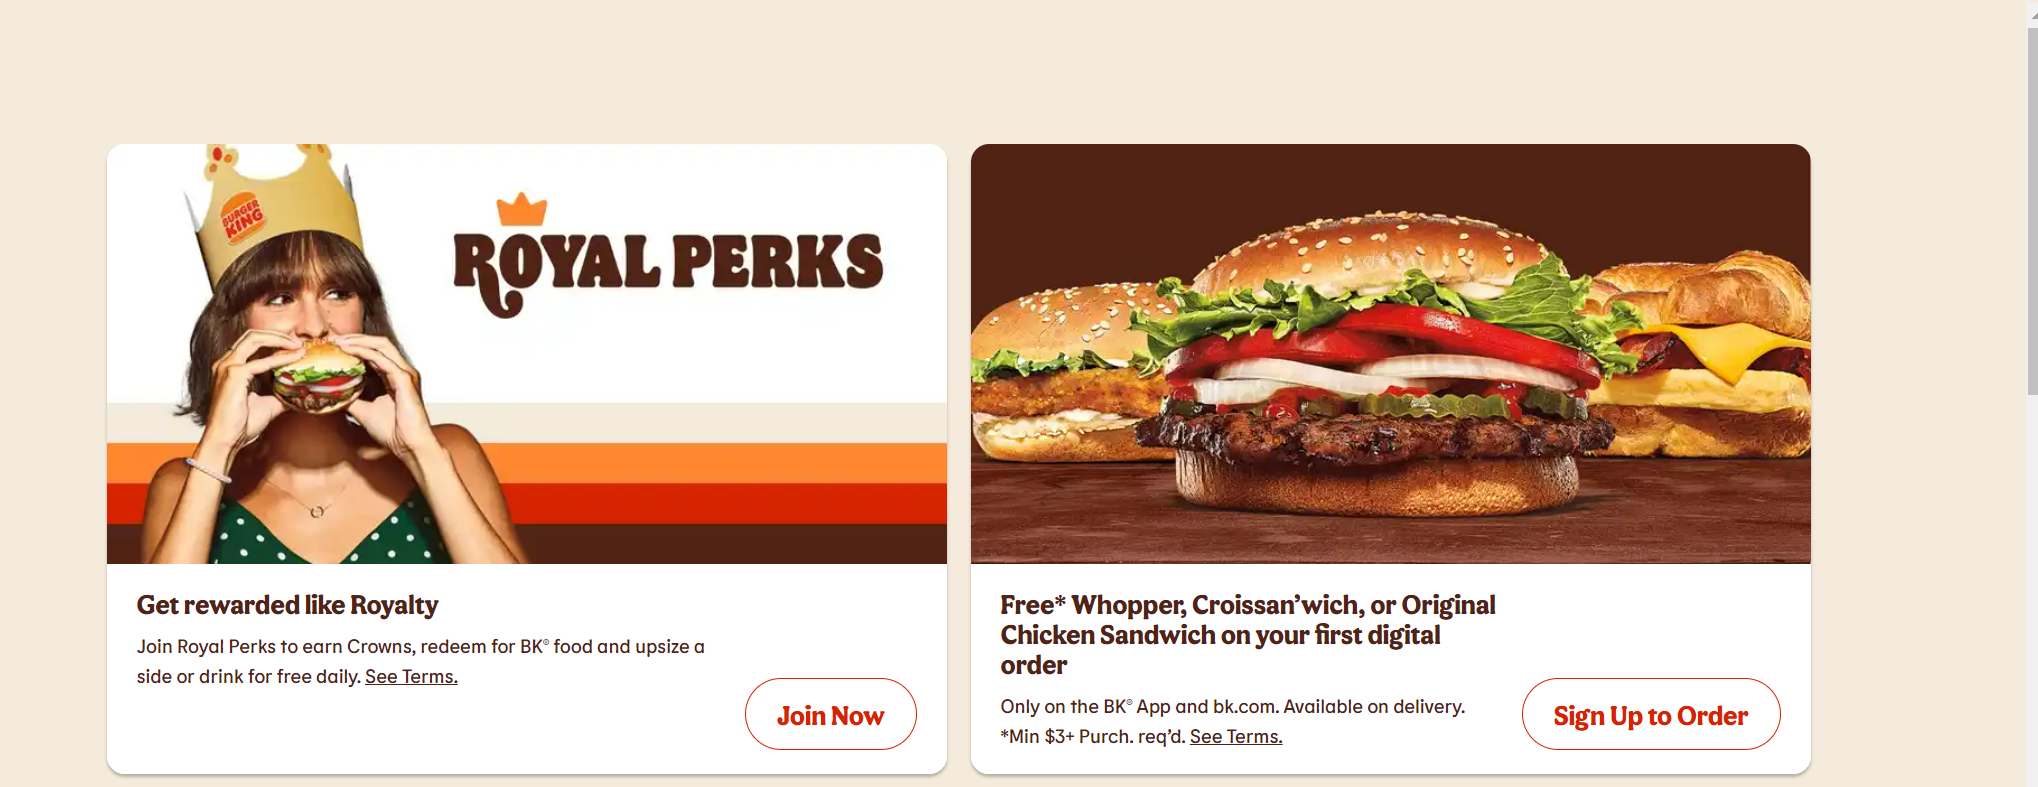 BURGER
KING
ROYAL PERKS
Get rewarded like Royalty
Join Royal Perks to earn Crowns, redeem for BK® food and upsize a
side or drink for free daily. See Terms.
Join Now
Free* Whopper, Croissan’wich, or Original
Chicken Sandwich on your first digital
order
Only on the BK® App and bk.com. Available on delivery.
*Min $3+ Purch. req’d. See Terms.
Sign Up to Order